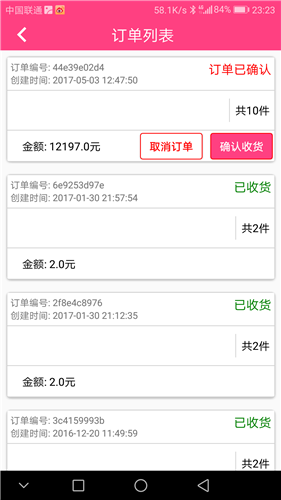 中国联通 58.1K/s 4G 79 23:23
订单列表
订单编号: 44e39e02d4 订单已确认
创建时间: 2017-05-03 12:47:50
共10件
金额: 12197.0元 取消订单 确认收货
订单编号: 6e9253d97e 已收货
创建时间: 2017-01-30 21:57:54
共2件
金额: 2.0元
订单编号: 2f8e4c8976 已收货
创建时间: 2017-01-30 21:12:35
共2件
金额: 2.0元
订单编号: 3c4159993b 已收货
创建时间: 2016-12-20 11:49:59
共2件